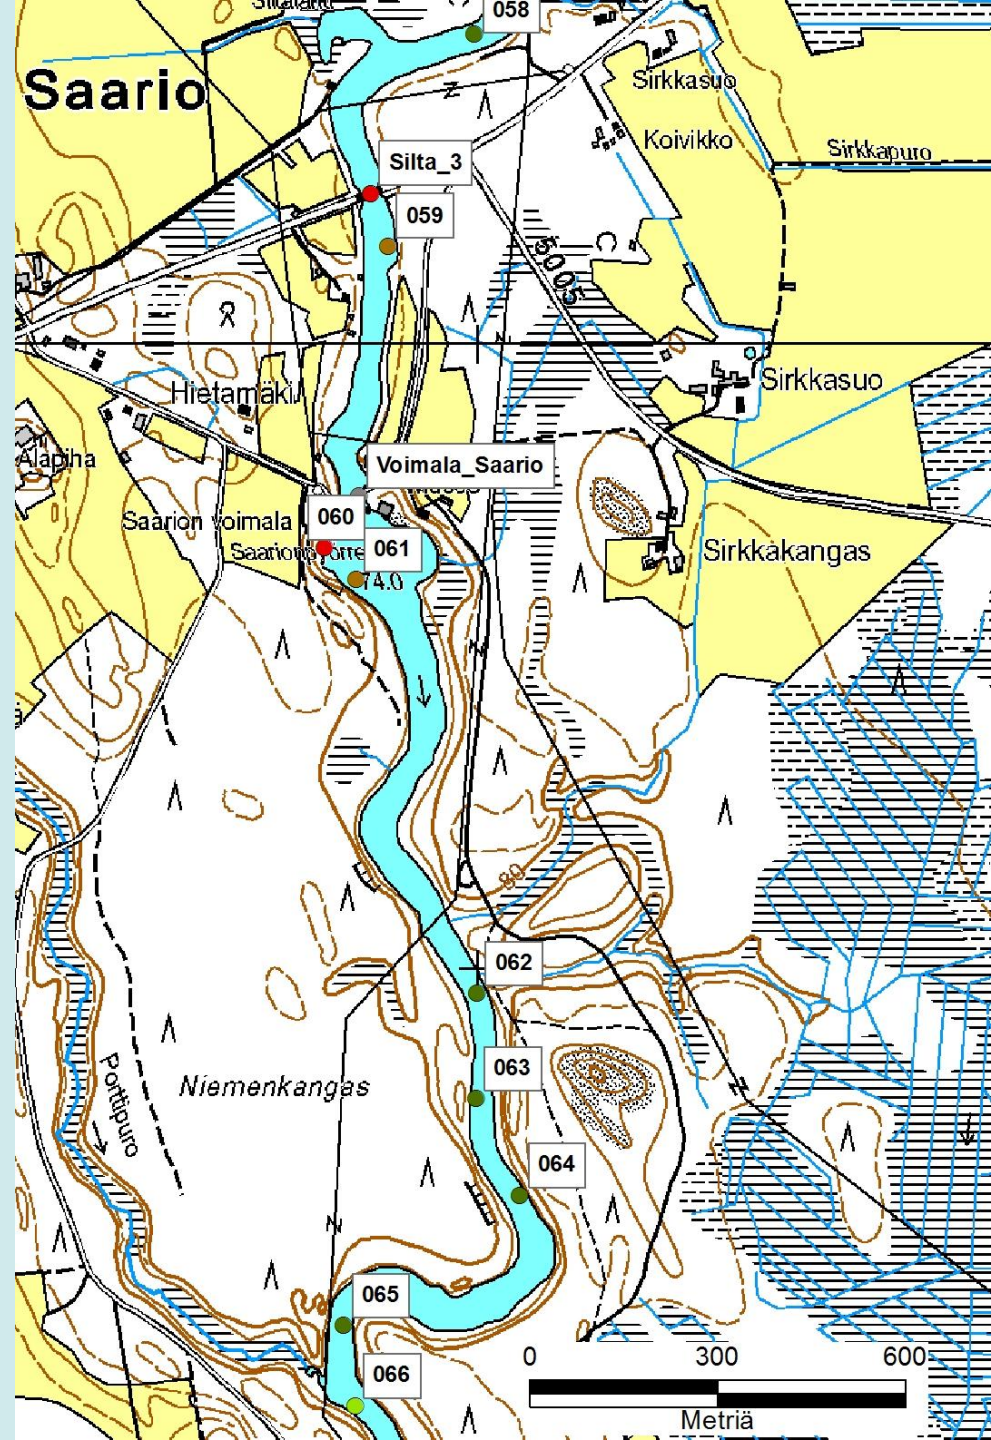 058
Saario
Sirkkasuo
Koivikko
Sirkkapuro
Silta_3
059
5005
Hietamäki
Sirkkasuo
Alapiha
Voimala_Saario
060
Saarion voimala
061
74.0
Sirkkakangas
80
062
Niemenkangas
063
Porttipuro
064
065
066
0 300 600
Metriä